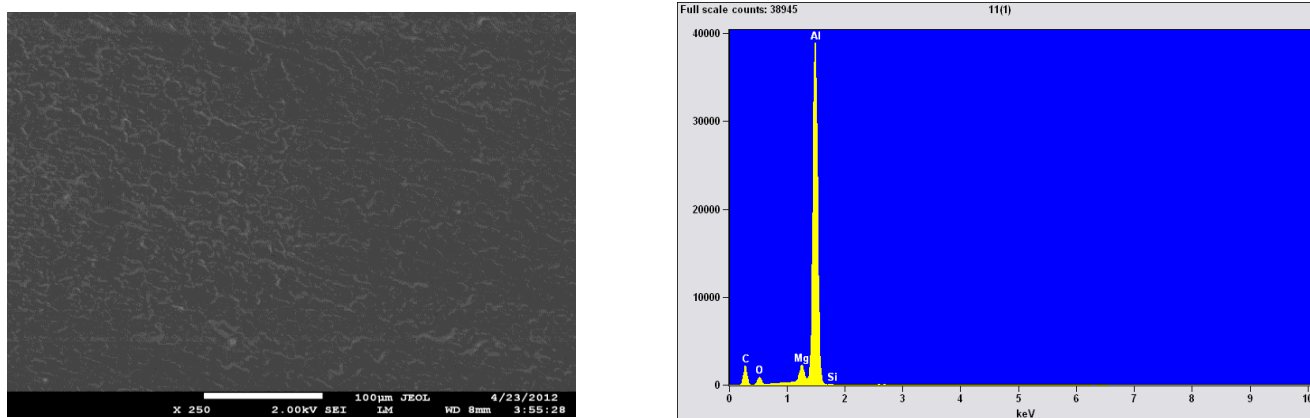 100μm JEOL 4/23/2012
X 250 2.00kV SEI LM WD 8mm 3:55:28
Full scale counts: 38945 11(1)
40000
30000
20000
10000
0
Al
C
O
Mg
Si
0 1 2 3 4 5 6 7 8 9 10
keV